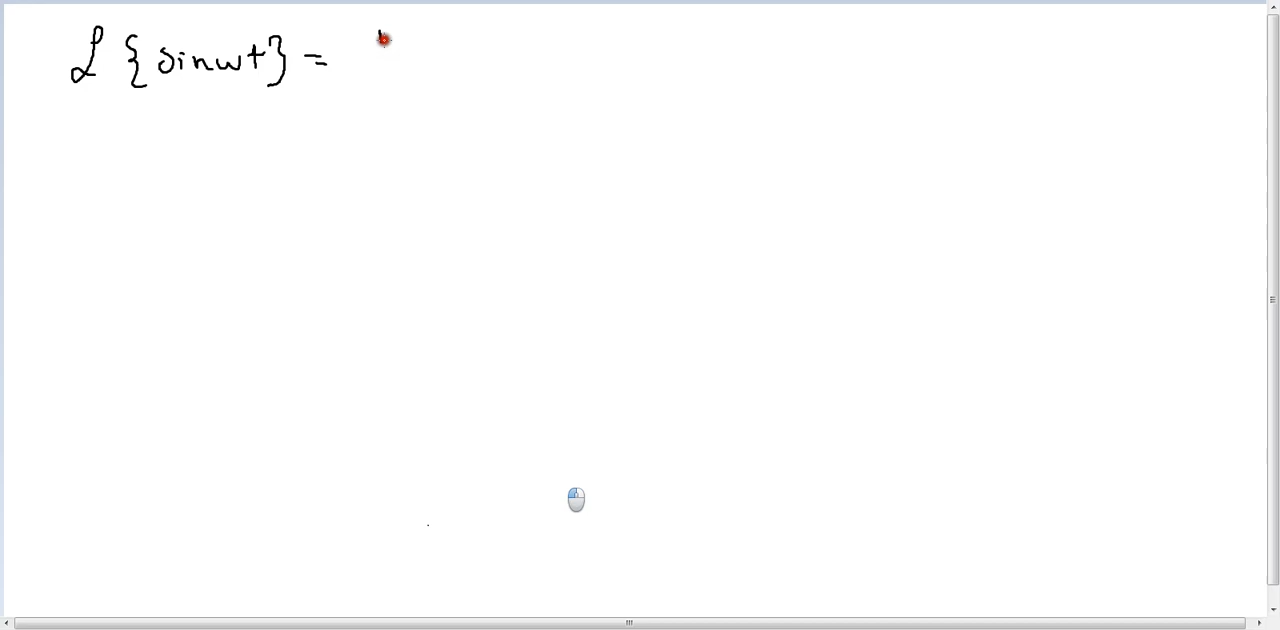 ℒ {sinωt} =